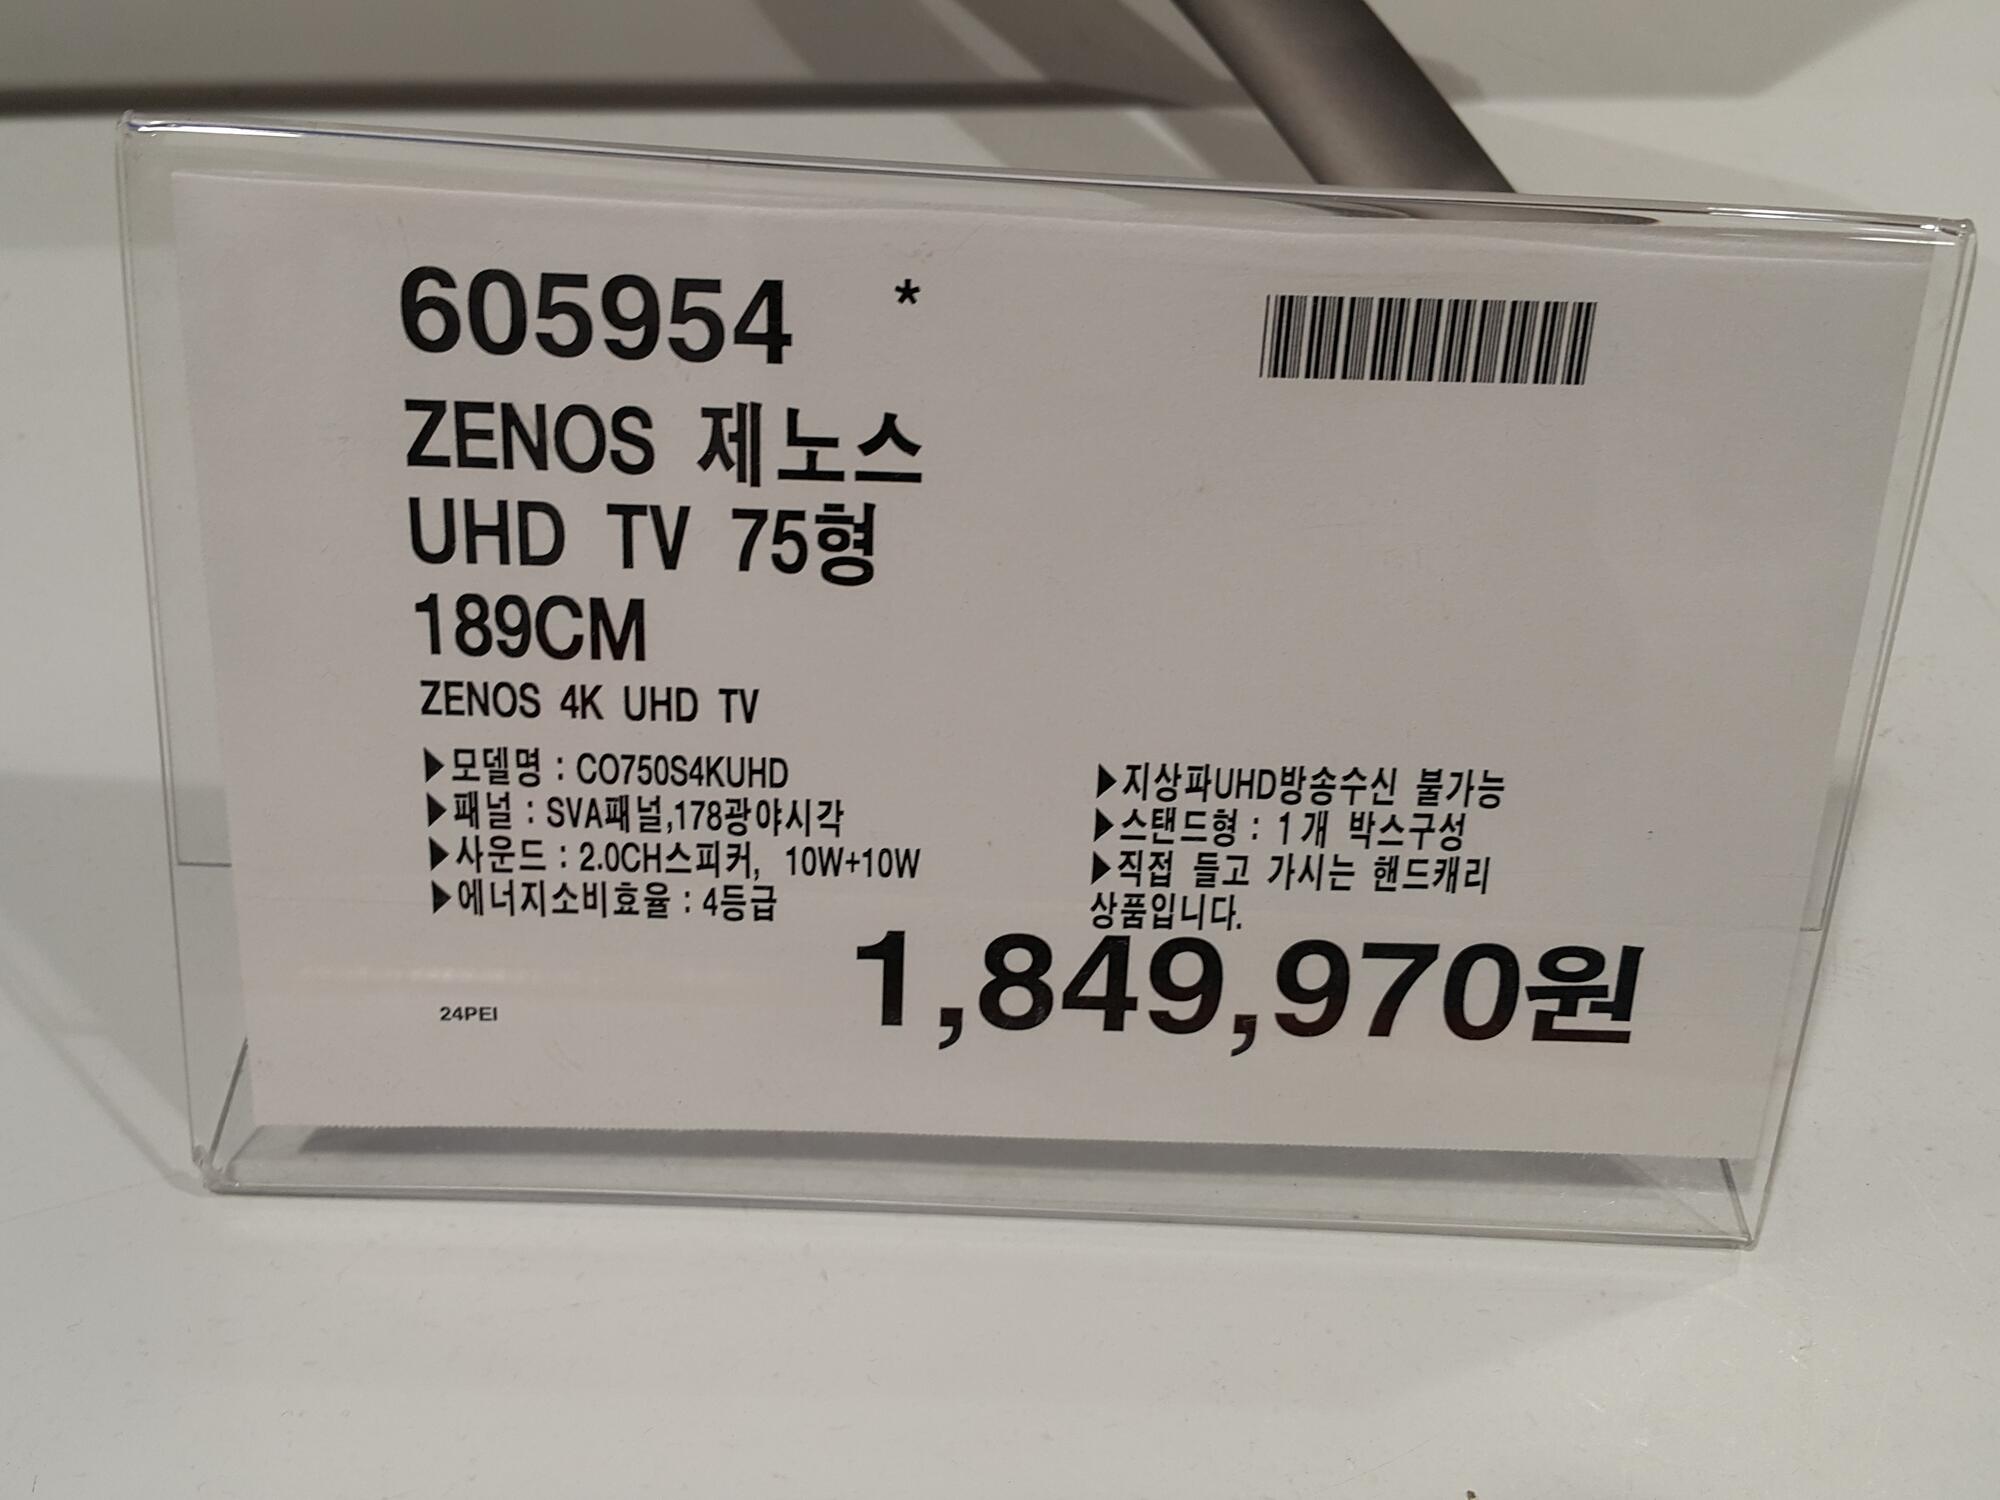 605954 *
ZENOS 제노스
UHD TV 75형
189CM
ZENOS 4K UHD TV
▶모델명 : CO750S4KUHD
▶패널 : SVA패널,178광야시각
▶사운드 : 2.0CH스피커, 10W+10W
▶에너지소비효율 : 4등급
▶지상파UHD방송수신 불가능
▶스탠드형 : 1개 박스구성
▶직접 들고 가시는 핸드캐리
상품입니다.
1,849,970원
24PEI